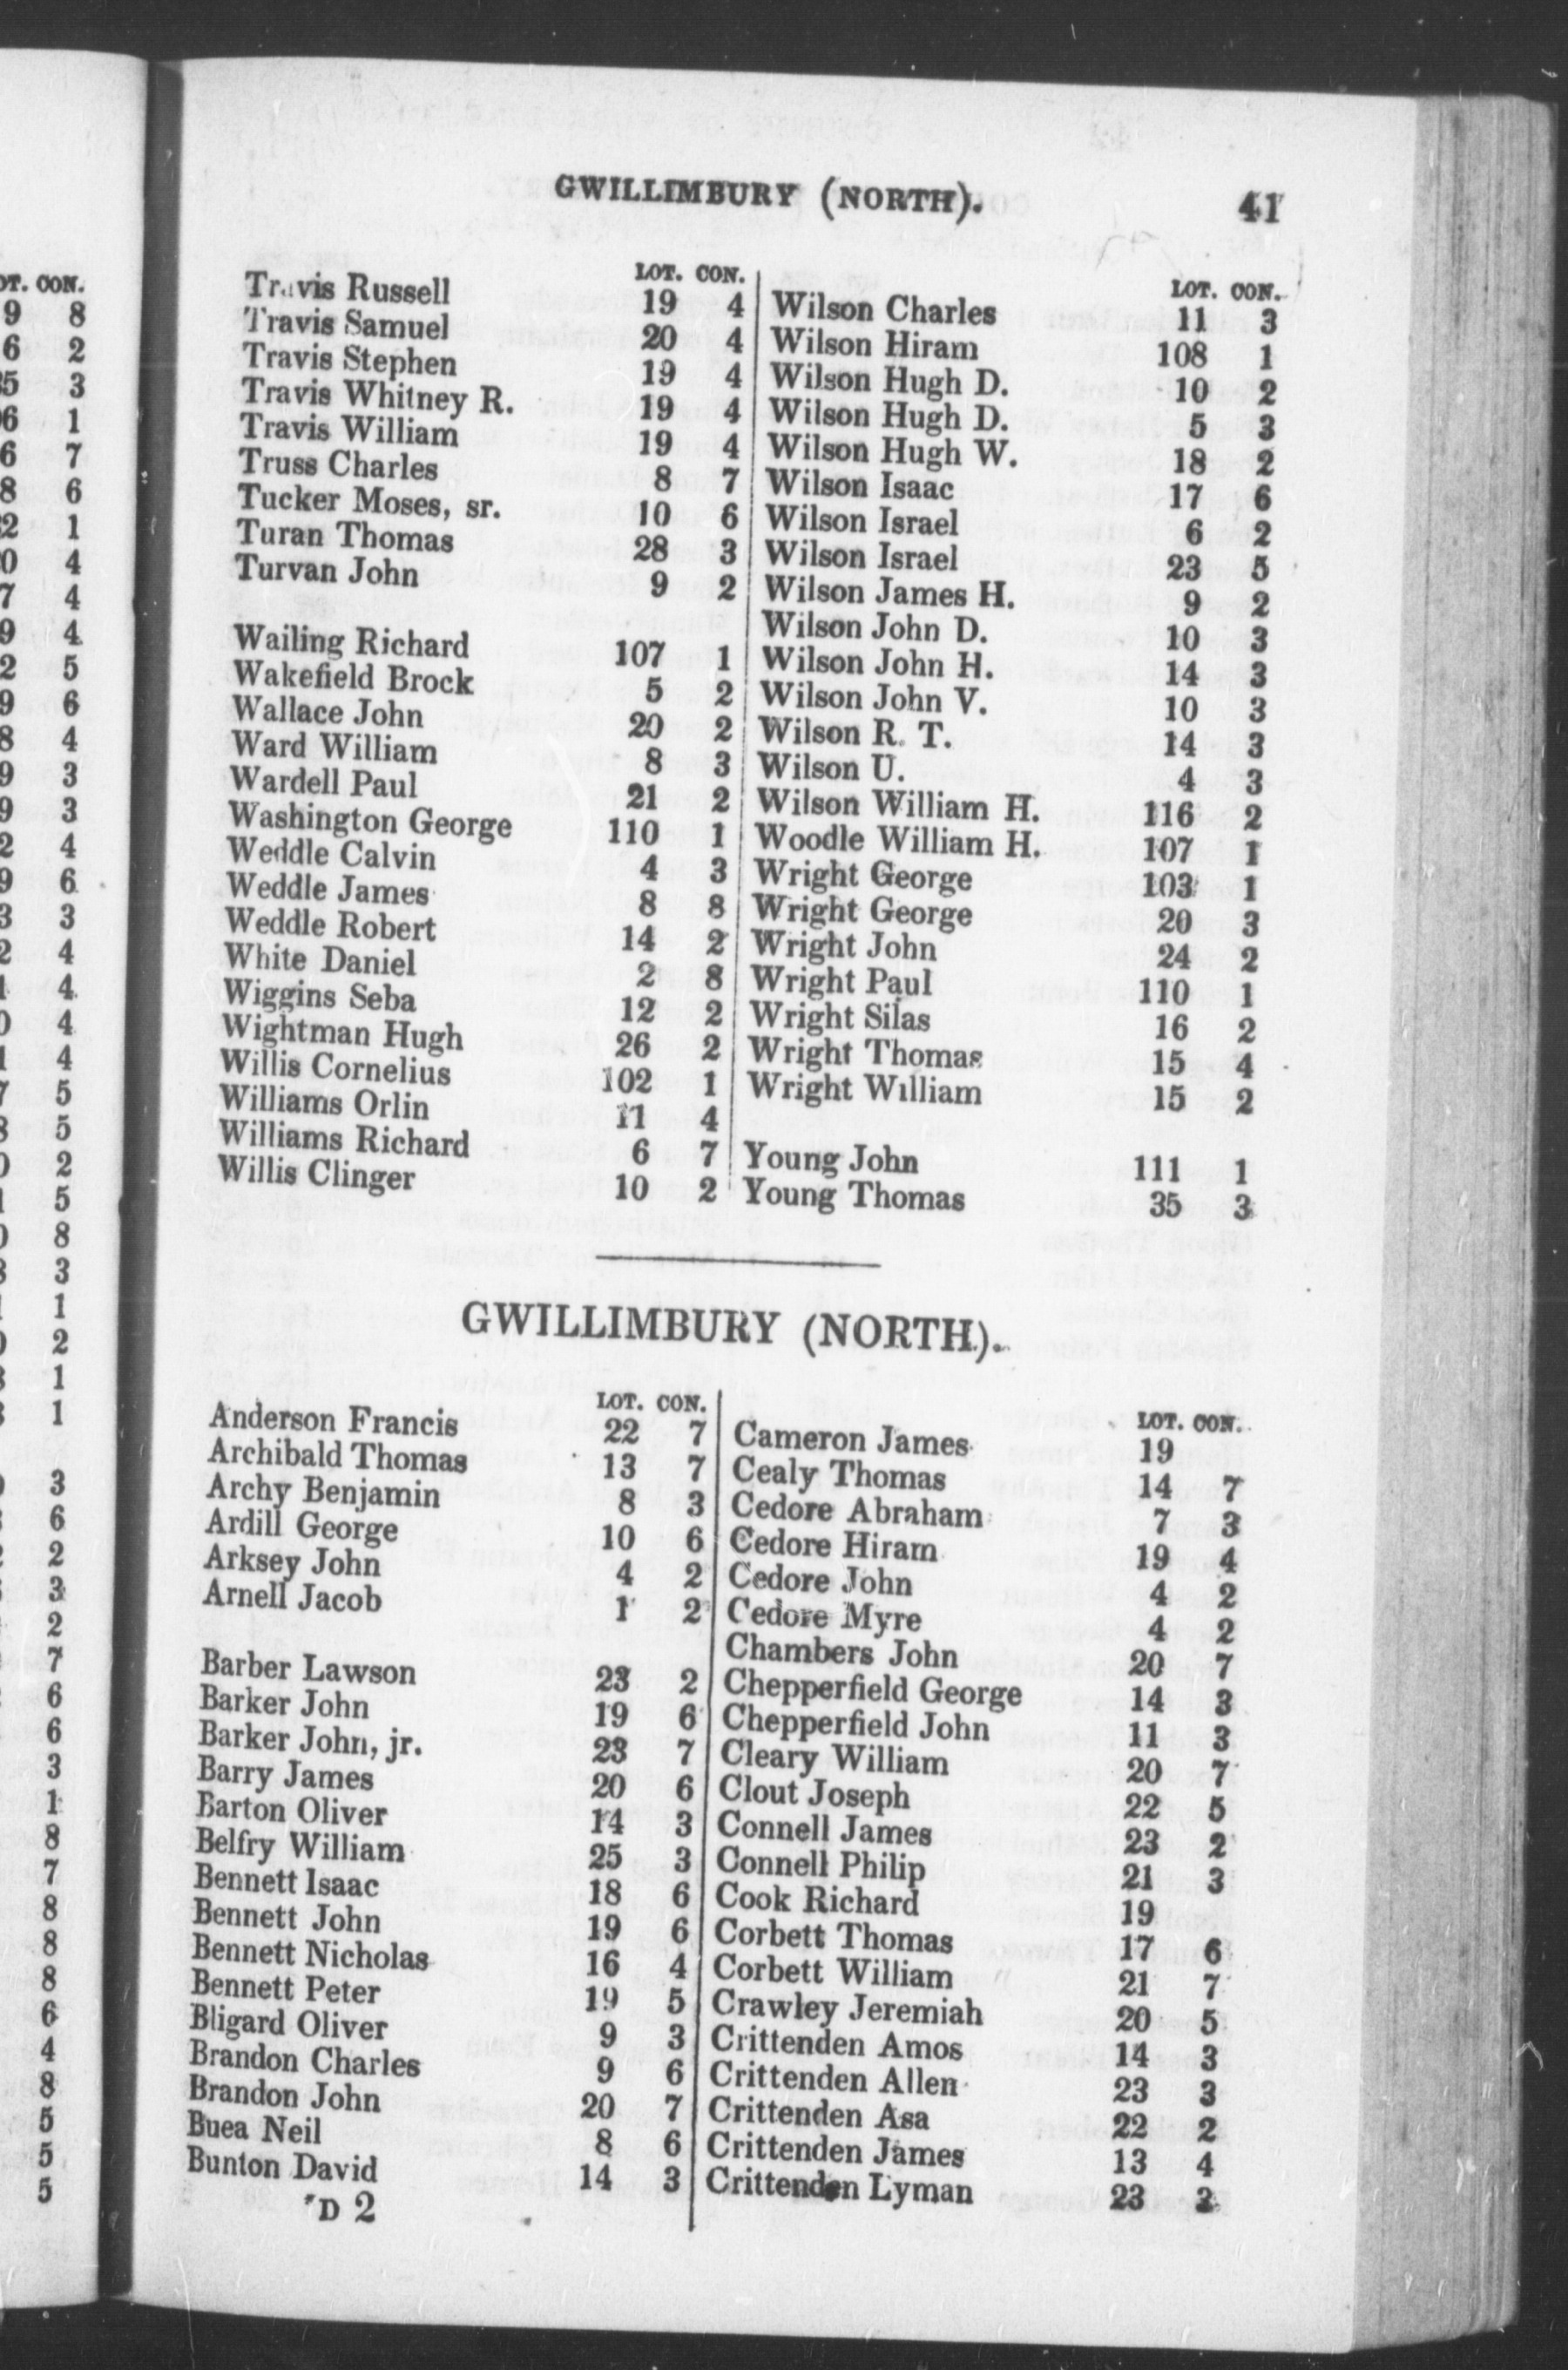 GWILLIMBURY (NORTH). 41
LOT. CON.
Travis Russell 19 4
Travis Samuel 20 4
Travis Stephen 19 4
Travis Whitney R. 19 4
Travis William 19 4
Truss Charles 8 7
Tucker Moses, sr. 10 6
Turan Thomas 28 3
Turvan John 9 2
Wailing Richard 107 1
Wakefield Brock 5 2
Wallace John 20 2
Ward William 8 3
Wardell Paul 21 2
Washington George 110 1
Weddle Calvin 4 3
Weddle James 8 8
Weddle Robert 14 2
White Daniel 2 8
Wiggins Seba 12 2
Wightman Hugh 26 2
Willis Cornelius 102 1
Williams Orlin 11 4
Williams Richard 6 7
Willis Clinger 10 2
LOT. CON.
Wilson Charles 11 3
Wilson Hiram 108 1
Wilson Hugh D. 10 2
Wilson Hugh D. 5 3
Wilson Hugh W. 18 2
Wilson Isaac 17 6
Wilson Israel 6 2
Wilson Israel 23 5
Wilson James H. 9 2
Wilson John D. 10 3
Wilson John H. 14 3
Wilson John V. 10 3
Wilson R. T. 14 3
Wilson U. 4 3
Wilson William H. 116 2
Woodle William H. 107 1
Wright George 103 1
Wright George 20 3
Wright John 24 2
Wright Paul 110 1
Wright Silas 16 2
Wright Thomas 15 4
Wright William 15 2
Young John 111 1
Young Thomas 35 3
GWILLIMBURY (NORTH).
LOT. CON.
Anderson Francis 22 7
Archibald Thomas 13 7
Archy Benjamin 8 3
Ardill George 10 6
Arksey John 4 2
Arnell Jacob 1 2
Barber Lawson 23 2
Barker John 19 6
Barker John, jr. 23 7
Barry James 20 6
Barton Oliver 14 3
Belfry William 25 3
Bennett Isaac 18 6
Bennett John 19 6
Bennett Nicholas 16 4
Bennett Peter 19 5
Bligard Oliver 9 3
Brandon Charles 9 6
Brandon John 20 7
Buea Neil 8 6
Bunton David 14 3
D 2
LOT. CON.
Cameron James 19
Cealy Thomas 14 7
Cedore Abraham 7 3
Cedore Hiram 19 4
Cedore John 4 2
Cedore Myre 4 2
Chambers John 20 7
Chepperfield George 14 3
Chepperfield John 11 3
Cleary William 20 7
Clout Joseph 22 5
Connell James 23 2
Connell Philip 21 3
Cook Richard 19
Corbett Thomas 17 6
Corbett William 21 7
Crawley Jeremiah 20 5
Crittenden Amos 14 3
Crittenden Allen 23 3
Crittenden Asa 22 2
Crittenden James 13 4
Crittenden Lyman 23